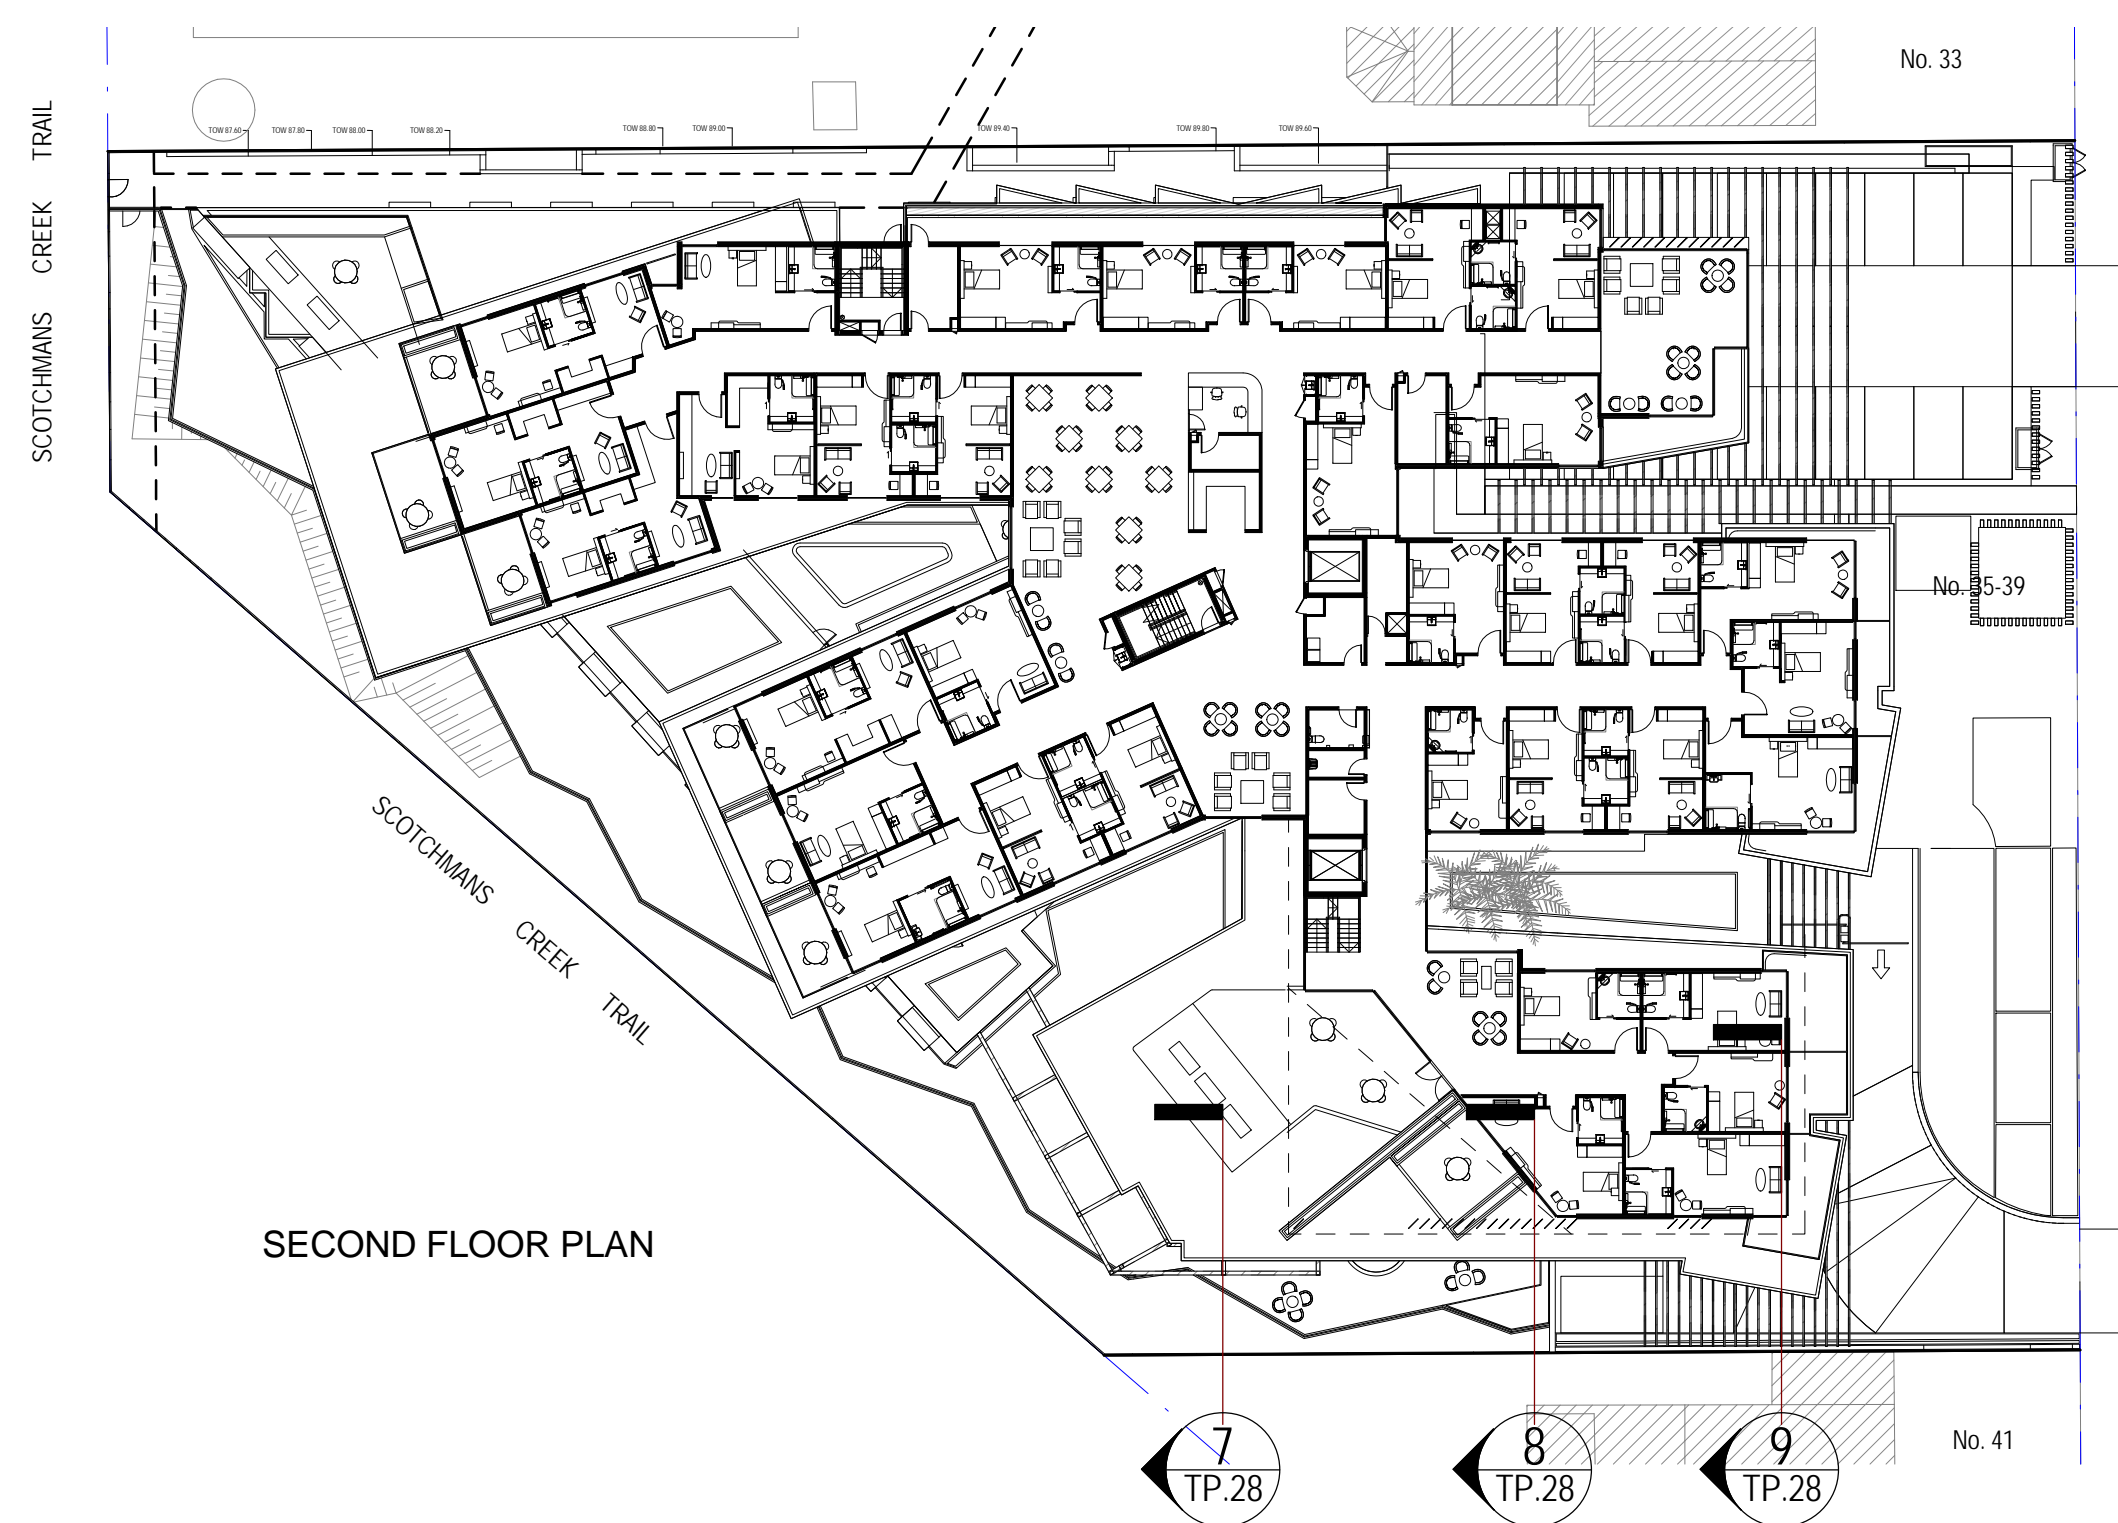 No. 33
SCOTCHMANS CREEK TRAIL
TOW 87.60
TOW 87.80
TOW 88.00
TOW 88.20
TOW 88.80
TOW 89.00
TOW 89.40
TOW 89.80
TOW 89.60
No. 35-39
SCOTCHMANS CREEK TRAIL
SECOND FLOOR PLAN
7
TP.28
8
TP.28
9
TP.28
No. 41